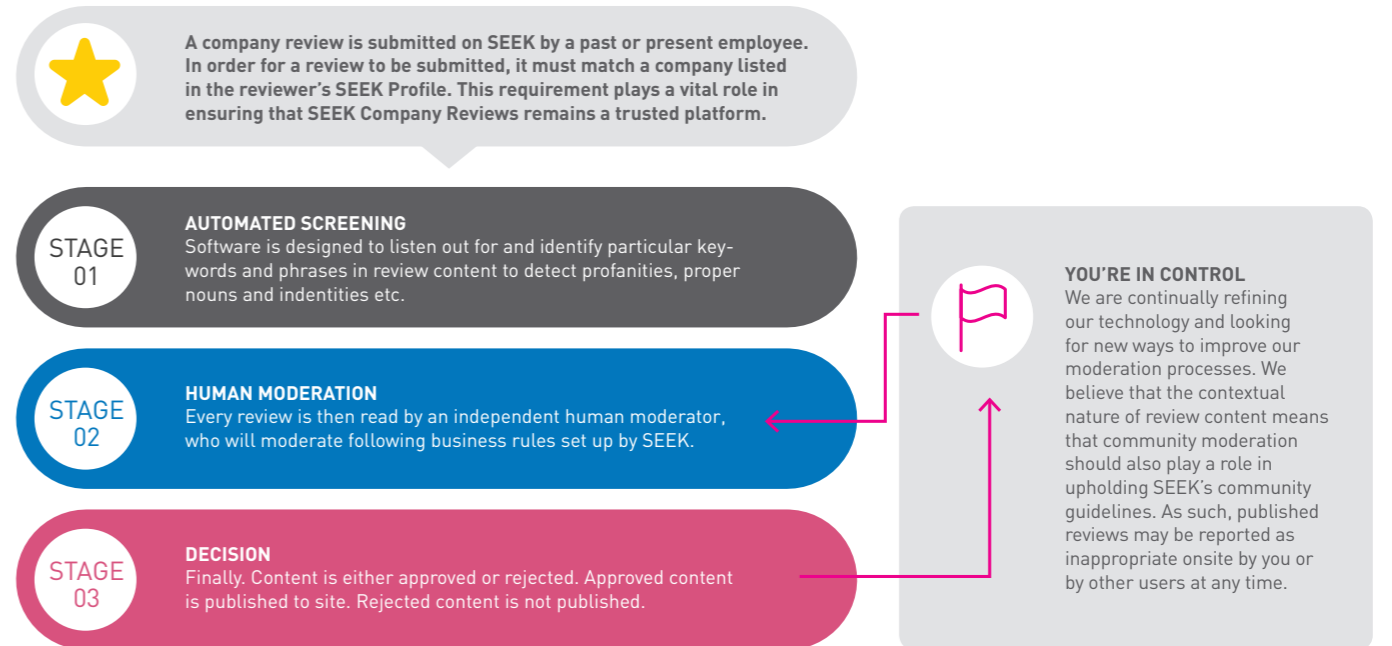 A company review is submitted on SEEK by a past or present employee.
In order for a review to be submitted, it must match a company listed
in the reviewer's SEEK Profile. This requirement plays a vital role in
ensuring that SEEK Company Reviews remains a trusted platform.
STAGE
01
AUTOMATED SCREENING
Software is designed to listen out for and identify particular key-
words and phrases in review content to detect profanities, proper
nouns and indentities etc.
STAGE
02
HUMAN MODERATION
Every review is then read by an independent human moderator,
who will moderate following business rules set up by SEEK.
STAGE
03
DECISION
Finally. Content is either approved or rejected. Approved content
is published to site. Rejected content is not published.
YOU'RE IN CONTROL
We are continually refining
our technology and looking
for new ways to improve our
moderation processes. We
believe that the contextual
nature of review content means
that community moderation
should also play a role in
upholding SEEK's community
guidelines. As such, published
reviews may be reported as
inappropriate onsite by you or
by other users at any time.